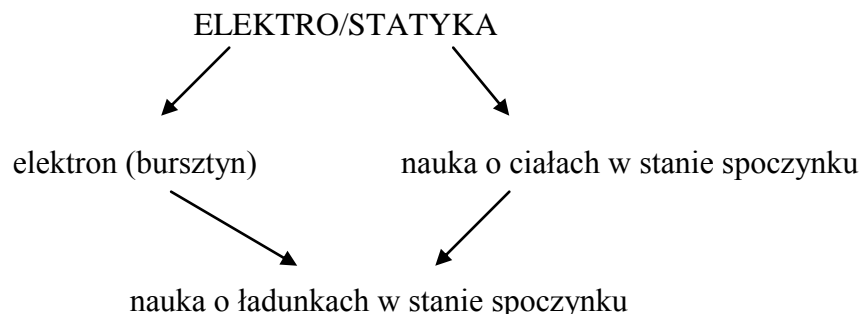 ELEKTRO/STATYKA
elektron (bursztyn) nauka o ciałach w stanie spoczynku
nauka o ładunkach w stanie spoczynku